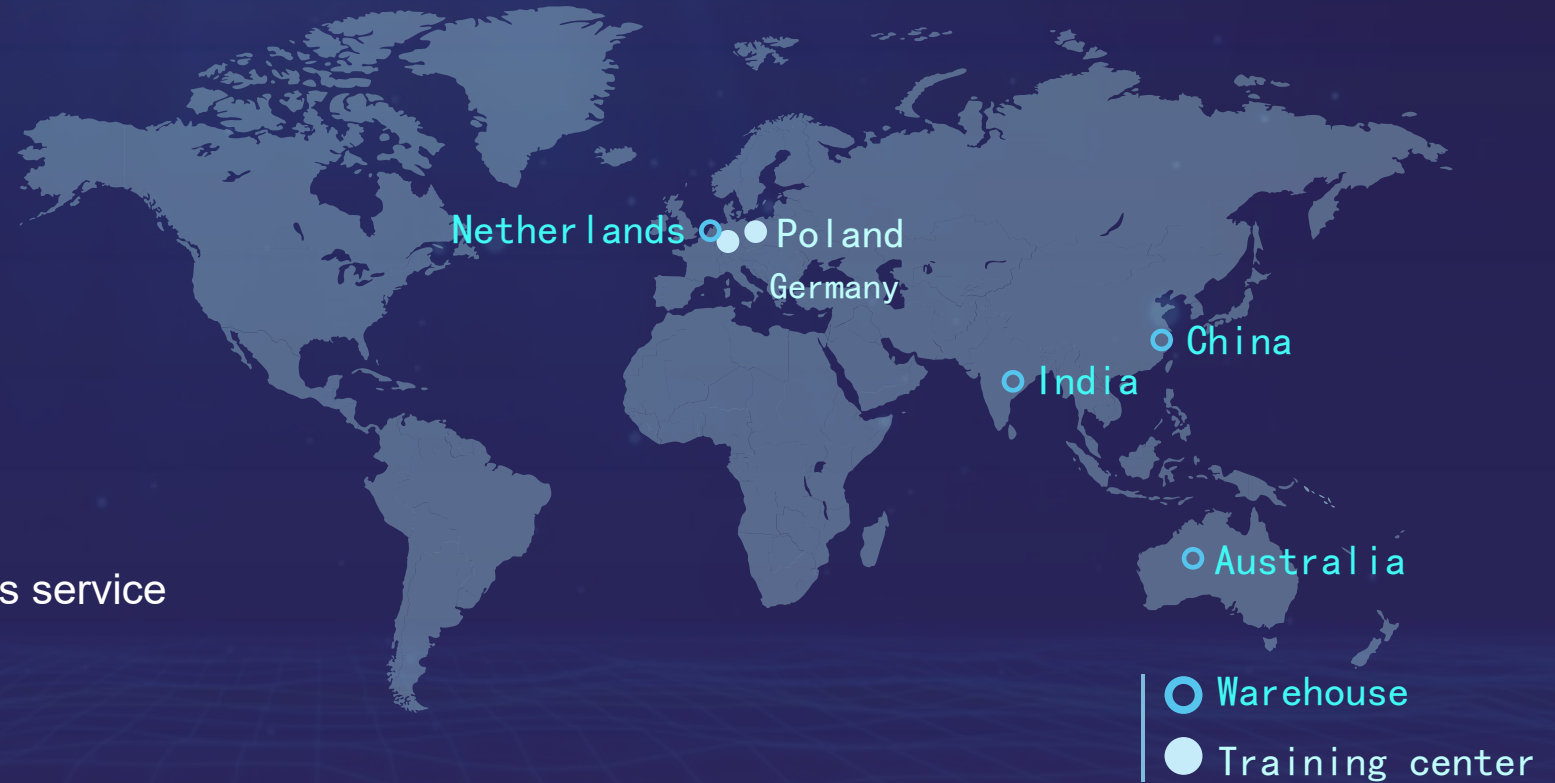 Netherlands
Poland
Germany
China
India
Australia
s service
Warehouse
Training center